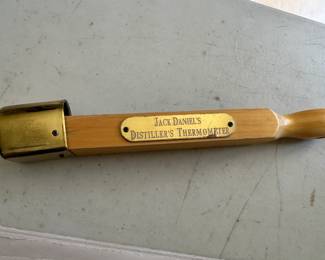 JACK DANIEL'S
DISTILLER'S THERMOMETER